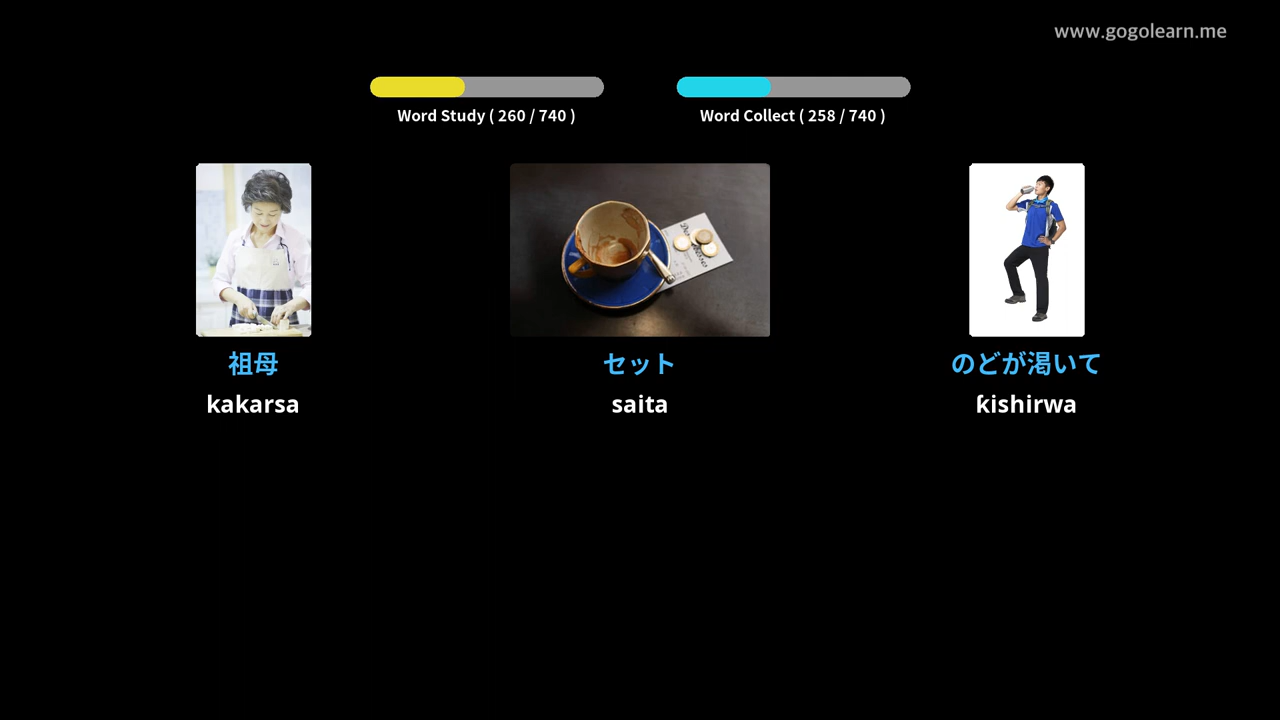 www.gogolearn.me
Word Study ( 260 / 740 )
Word Collect ( 258 / 740 )
祖母
セット
のどが渇いて
kakarsa
saita
ƙishirwa